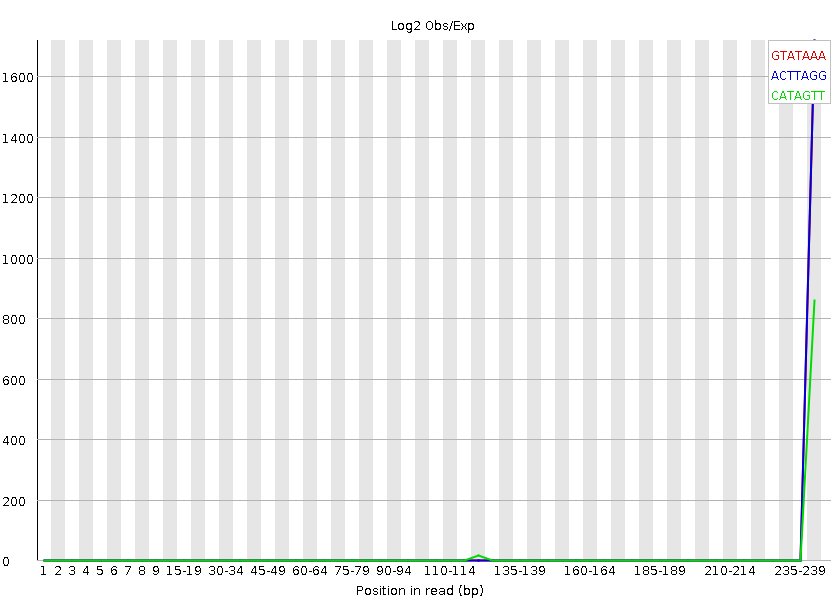 Log2 Obs/Exp
GTATAAA
ACTTAGG
CATAGTT
1600
1400
1200
1000
800
600
400
200
0
1 2 3 4 5 6 7 8 9 15-19 30-34 45-49 60-64 75-79 90-94 110-114 135-139 160-164 185-189 210-214 235-239
Position in read (bp)